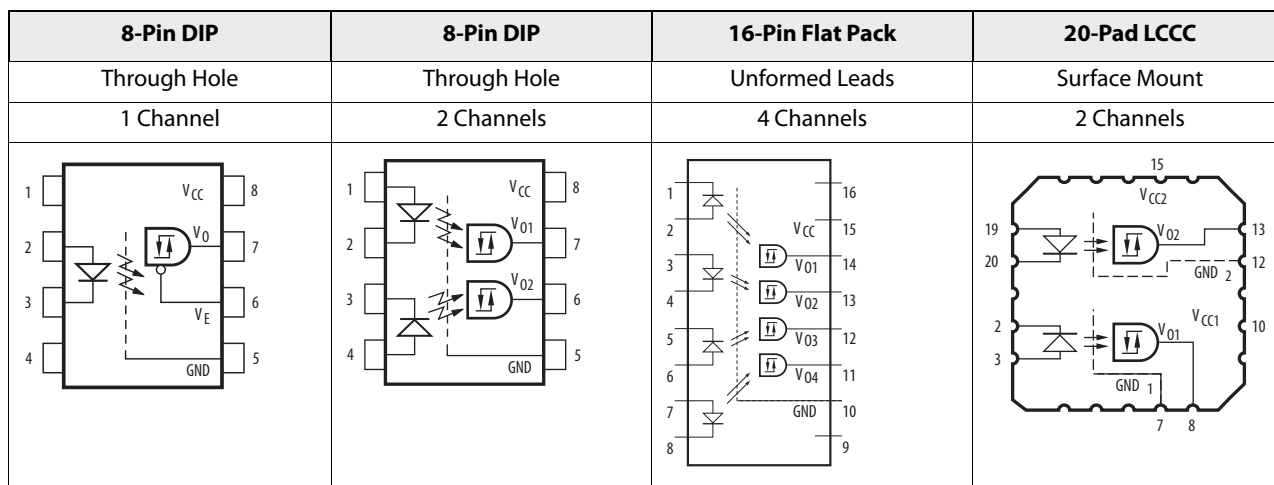 8-Pin DIP 8-Pin DIP 16-Pin Flat Pack 20-Pad LCCC
Through Hole Through Hole Unformed Leads Surface Mount
1 Channel 2 Channels 4 Channels 2 Channels
1 VCC 8
2 VO 7
3 VE 6
4 GND 5
1 VCC 8
2 VO1 7
3 VO2 6
4 GND 5
1 16
2 VCC 15
3 VO1 14
4 VO2 13
5 VO3 12
6 VO4 11
7 GND 10
8 9
15
VCC2
19 VO2 13
20 GND 2 12
2 VCC1 10
3 VO1
GND 1
7 8